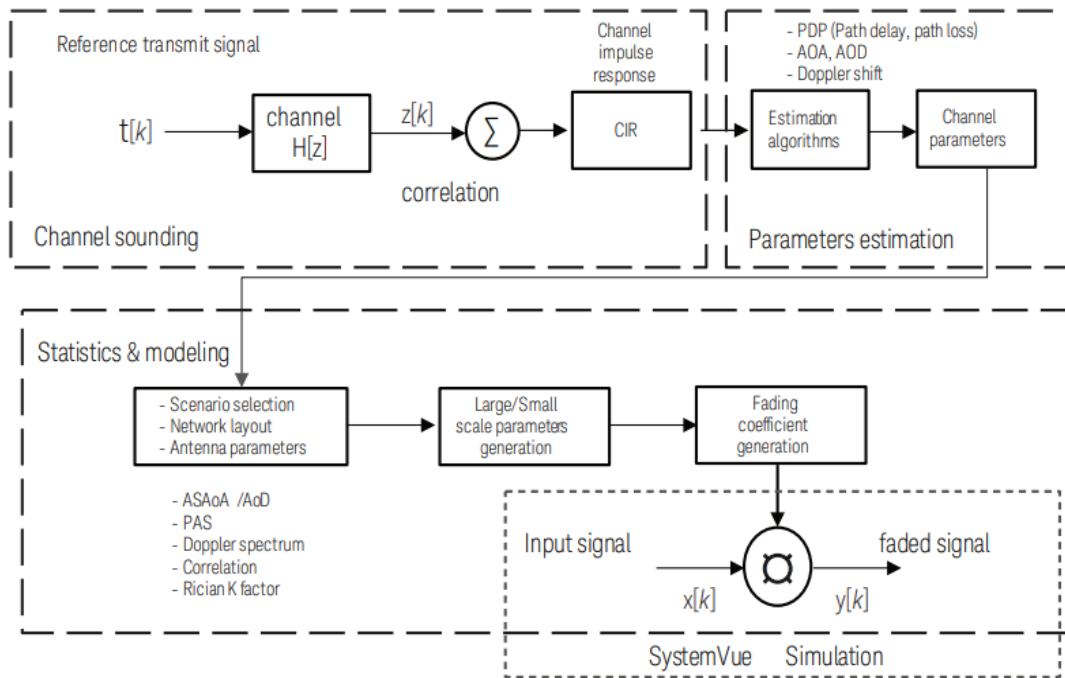 Reference transmit signal
Channel
impulse
response
- PDP (Path delay, path loss)
- AOA, AOD
- Doppler shift
t[k]
channel
H[z]
z[k]
∑
correlation
CIR
Estimation
algorithms
Channel
parameters
Channel sounding
Parameters estimation
Statistics & modeling
- Scenario selection
- Network layout
- Antenna parameters
Large/Small
scale parameters
generation
Fading
coefficient
generation
- ASAoA /AoD
- PAS
- Doppler spectrum
- Correlation
- Rician K factor
Input signal
faded signal
x[k]
¤
y[k]
SystemVue Simulation